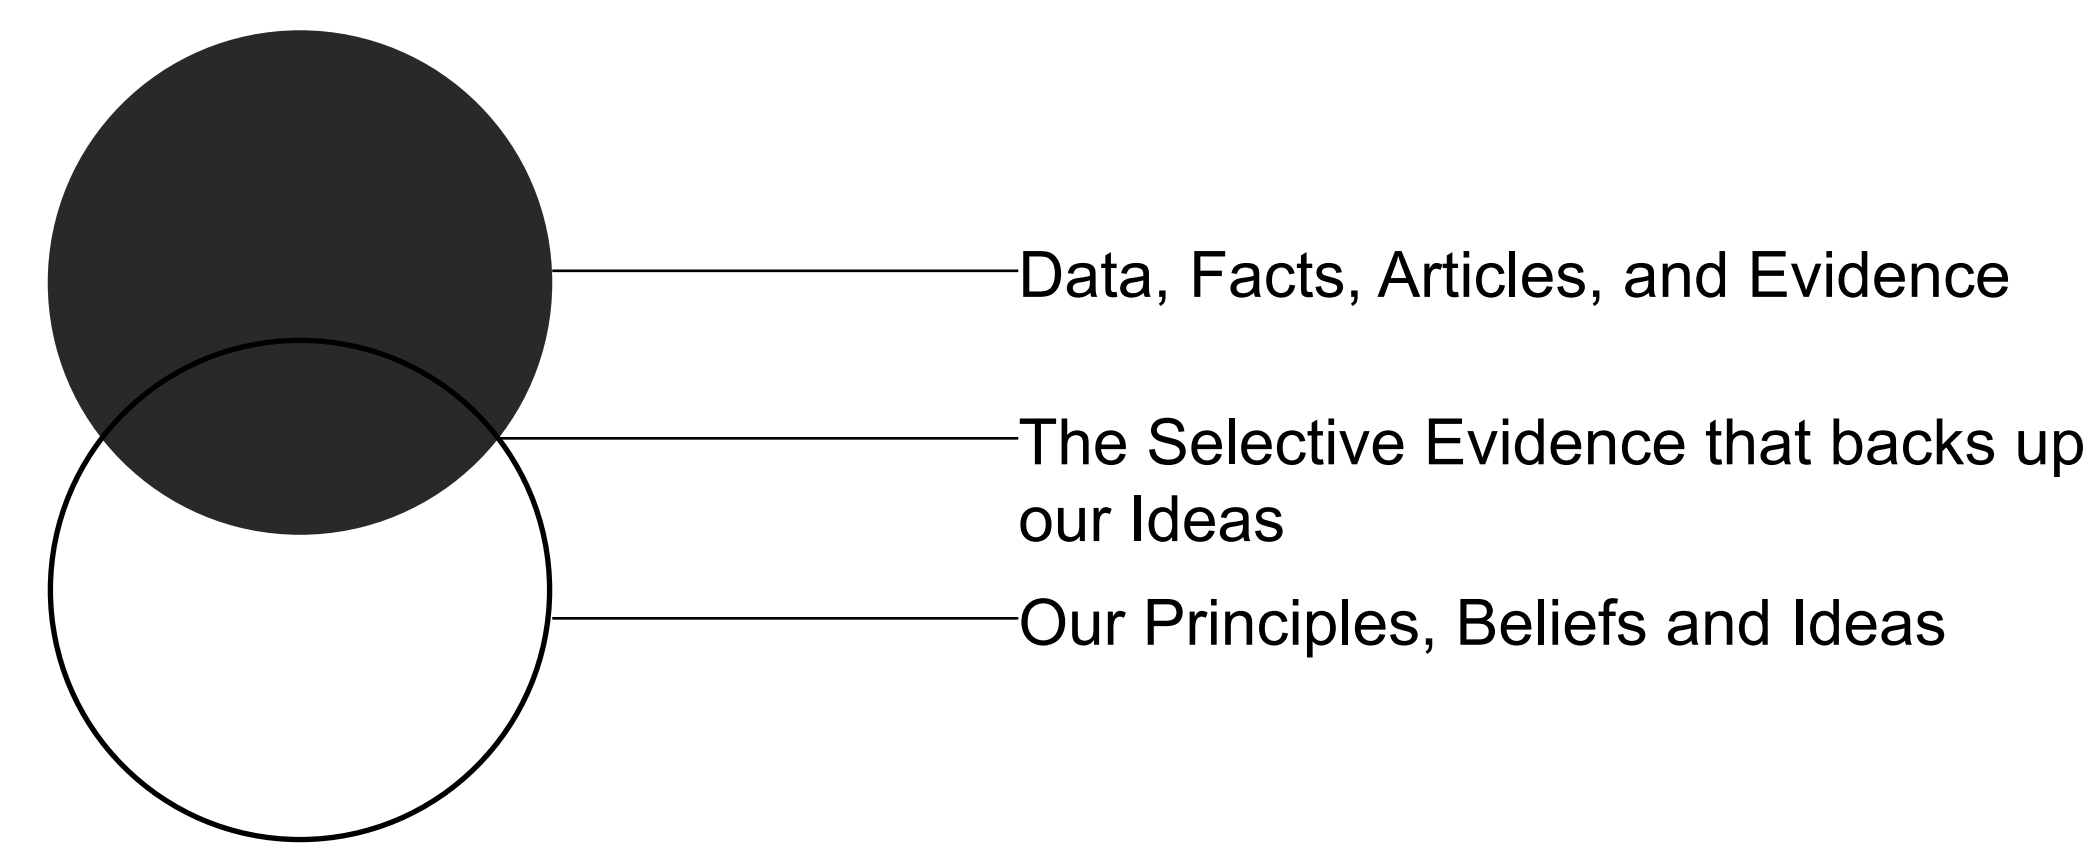 Data, Facts, Articles, and Evidence
The Selective Evidence that backs up
our Ideas
Our Principles, Beliefs and Ideas